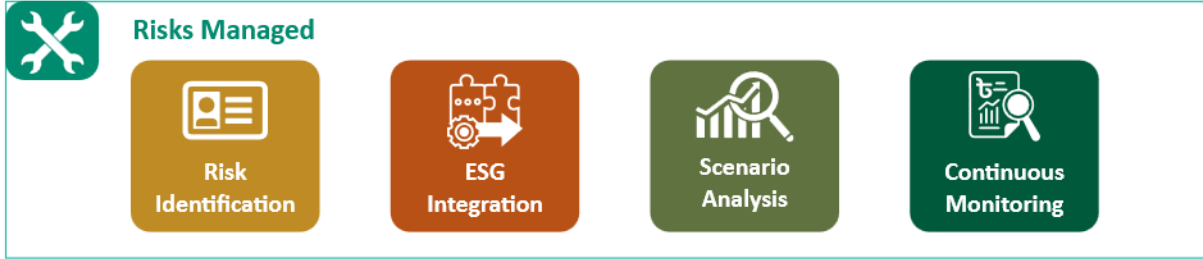 Risks Managed
Risk
Identification
ESG
Integration
Scenario
Analysis
৳=
Continuous
Monitoring